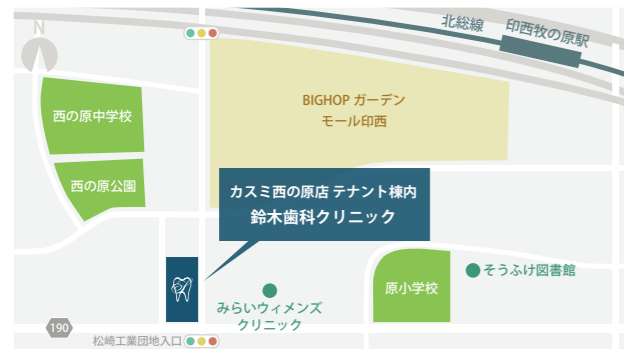 N
北総線
印西牧の原駅
BIGHOP ガーデン
モール印西
西の原中学校
西の原公園
カスミ西の原店 テナント棟内
鈴木歯科クリニック
そうふけ図書館
原小学校
みらいウィメンズ
クリニック
190
松崎工業団地入口